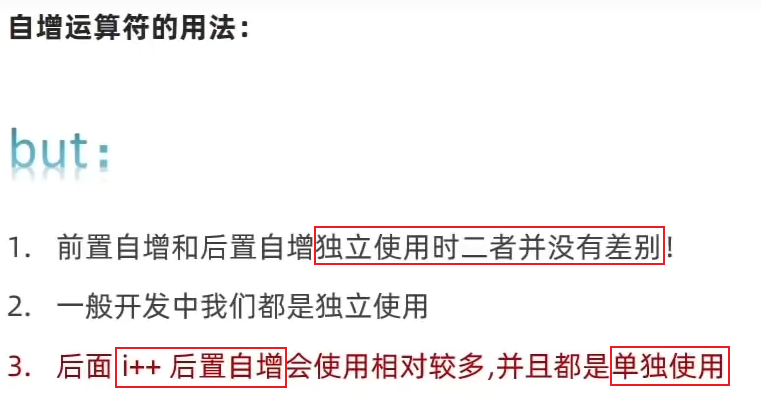 自增运算符的用法：
but：
1. 前置自增和后置自增独立使用时二者并没有差别！
2. 一般开发中我们都是独立使用
3. 后面 i++ 后置自增会使用相对较多,并且都是单独使用